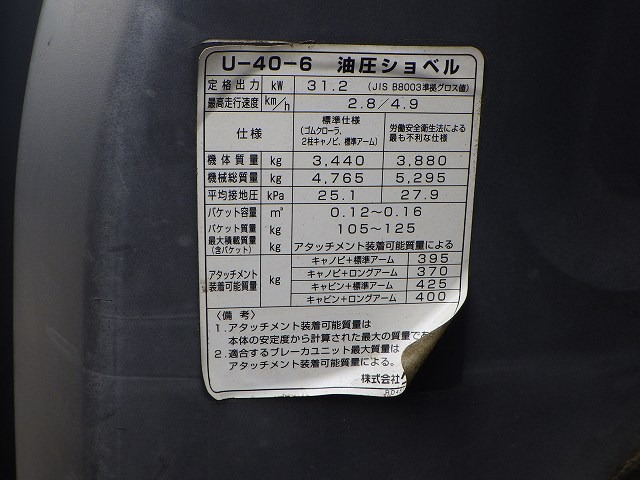 U-40-6 油圧ショベル
定格出力 kW 31.2 (JIS B8003準拠グロス値)
最高走行速度 km/h 2.8/4.9
仕様 標準仕様 (ゴムクローラ、2柱キャノピ、標準アーム) 労働安全衛生法による最も不利な仕様
機体質量 kg 3,440 3,880
機械総質量 kg 4,765 5,295
平均接地圧 kPa 25.1 27.9
バケット容量 m³ 0.12〜0.16
バケット質量 kg 105〜125
最大積載質量 (含バケット) kg アタッチメント装着可能質量による
アタッチメント装着可能質量 kg キャノピ+標準アーム 395
キャノピ+ロングアーム 370
キャビン+標準アーム 425
キャビン+ロングアーム 400
〈備 考〉
1.アタッチメント装着可能質量は
本体の安定度から計算された最大の質量で
2.適合するブレーカユニット最大質量は
アタッチメント装着可能質量による。
株式会社